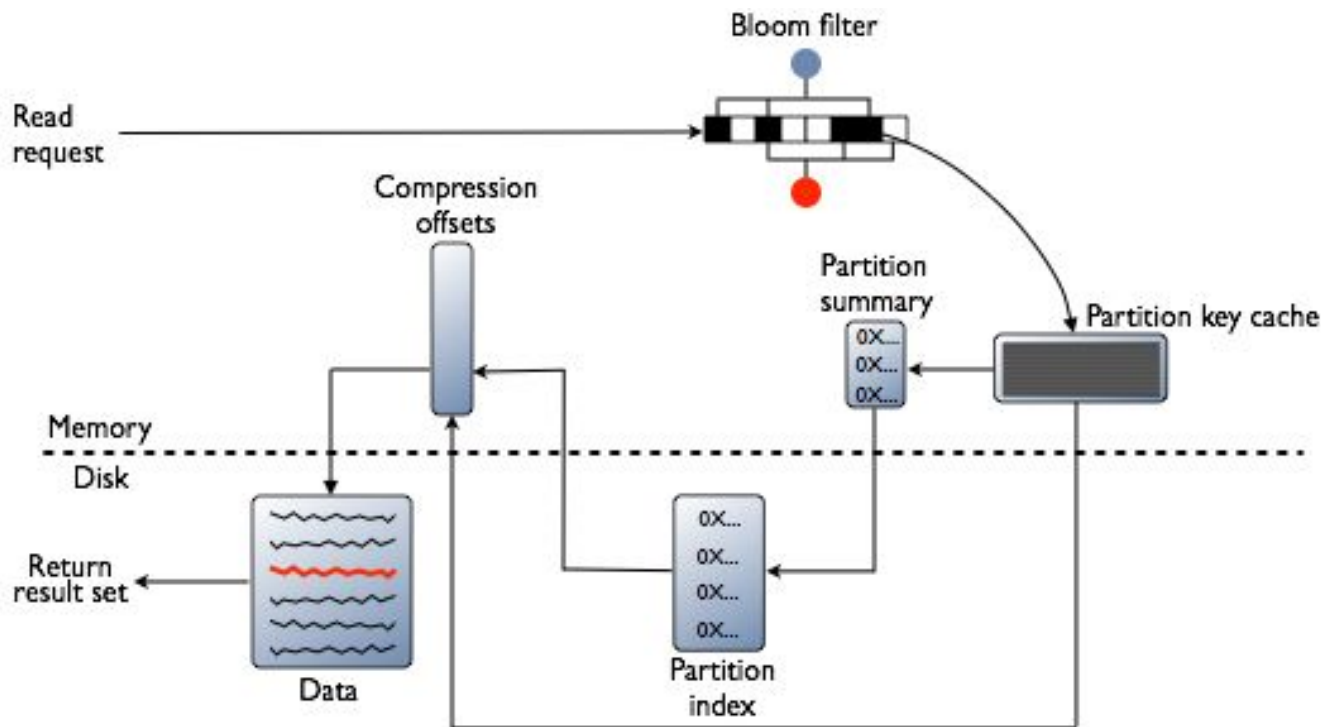 Bloom filter
Read
request
Compression
offsets
Partition
summary
Partition key cache
0X...
0X...
0X...
Memory
Disk
0X...
0X...
0X...
0X...
Return
result set
Data
Partition
index